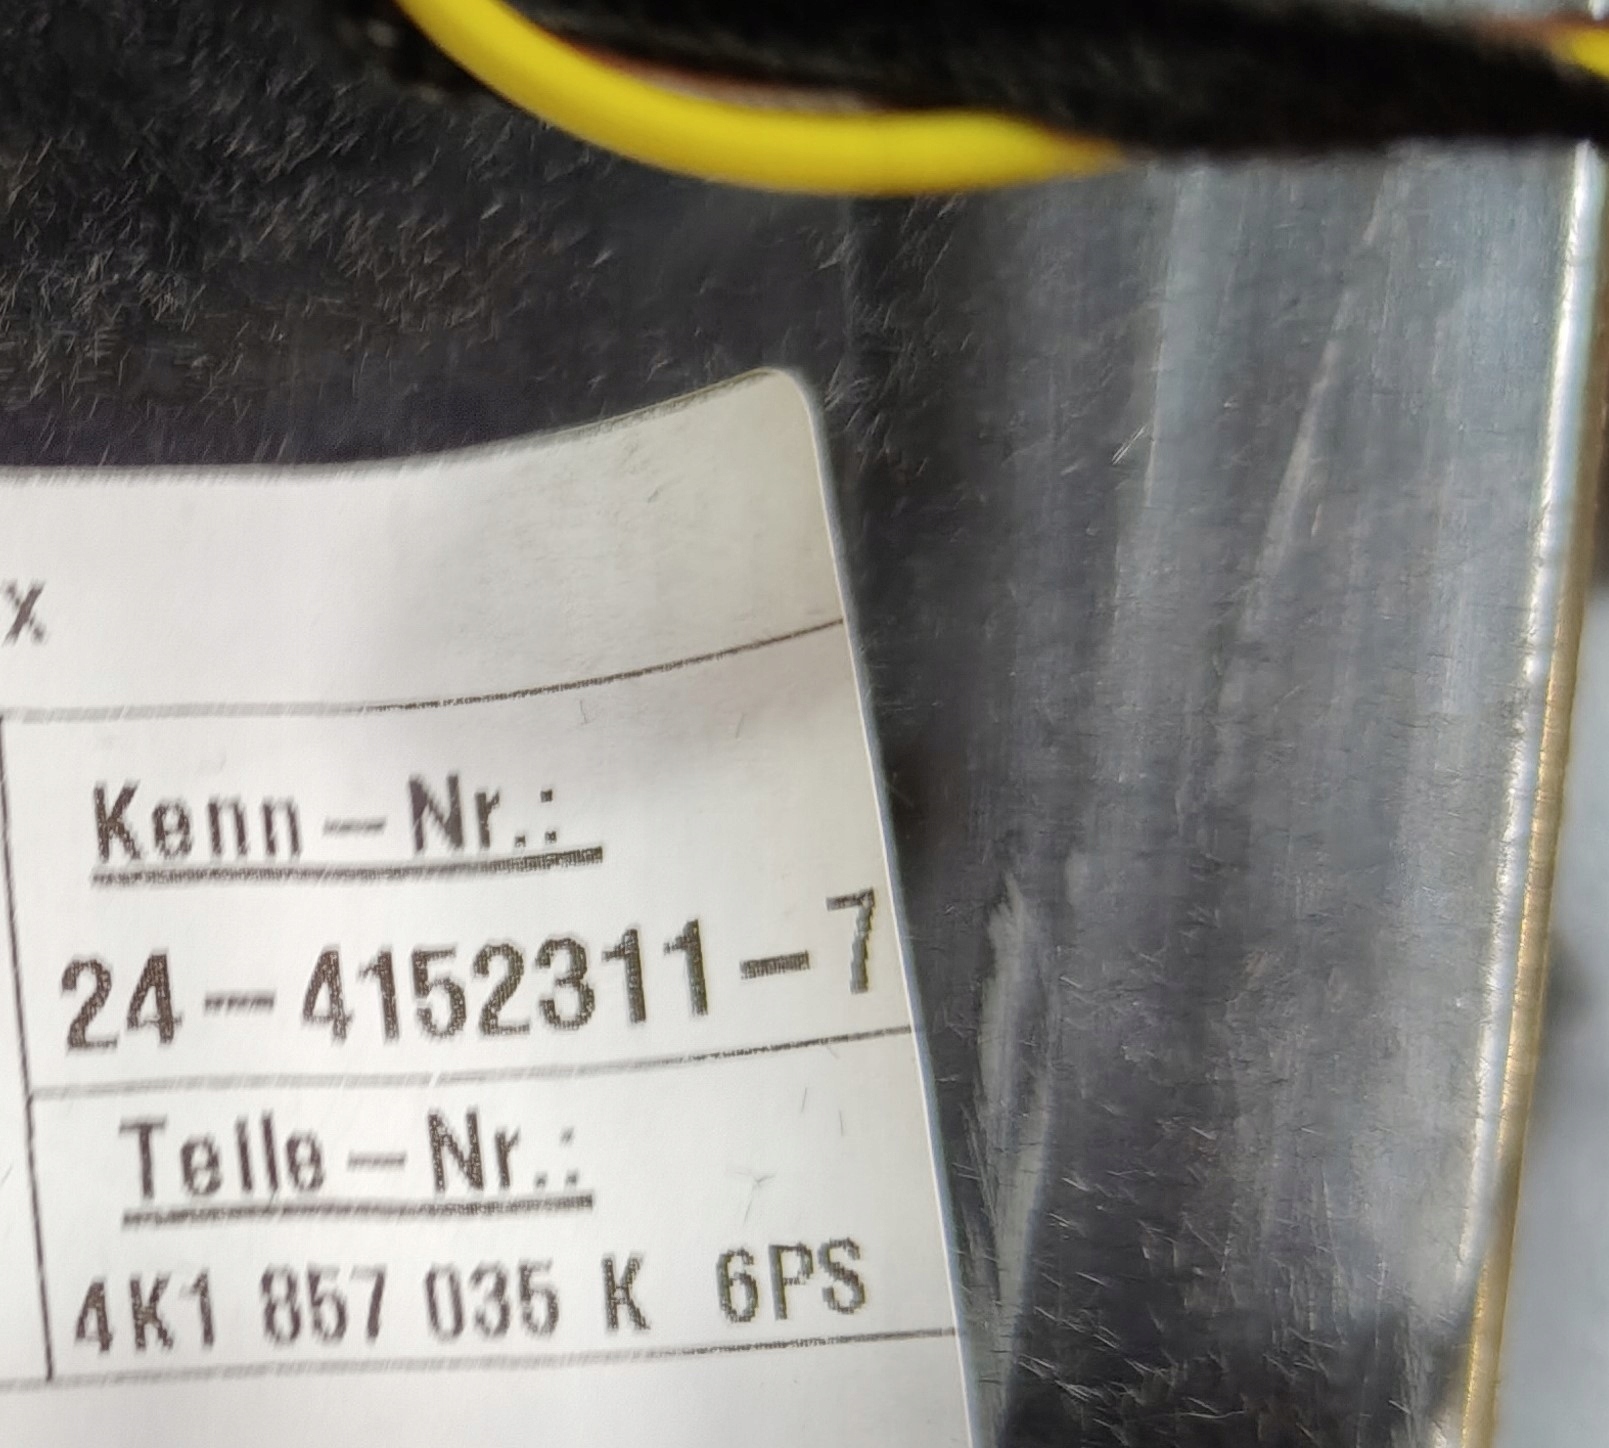 x
Kenn-Nr.:
24-4152311-7
Teile-Nr.:
4K1 857 035 K 6PS